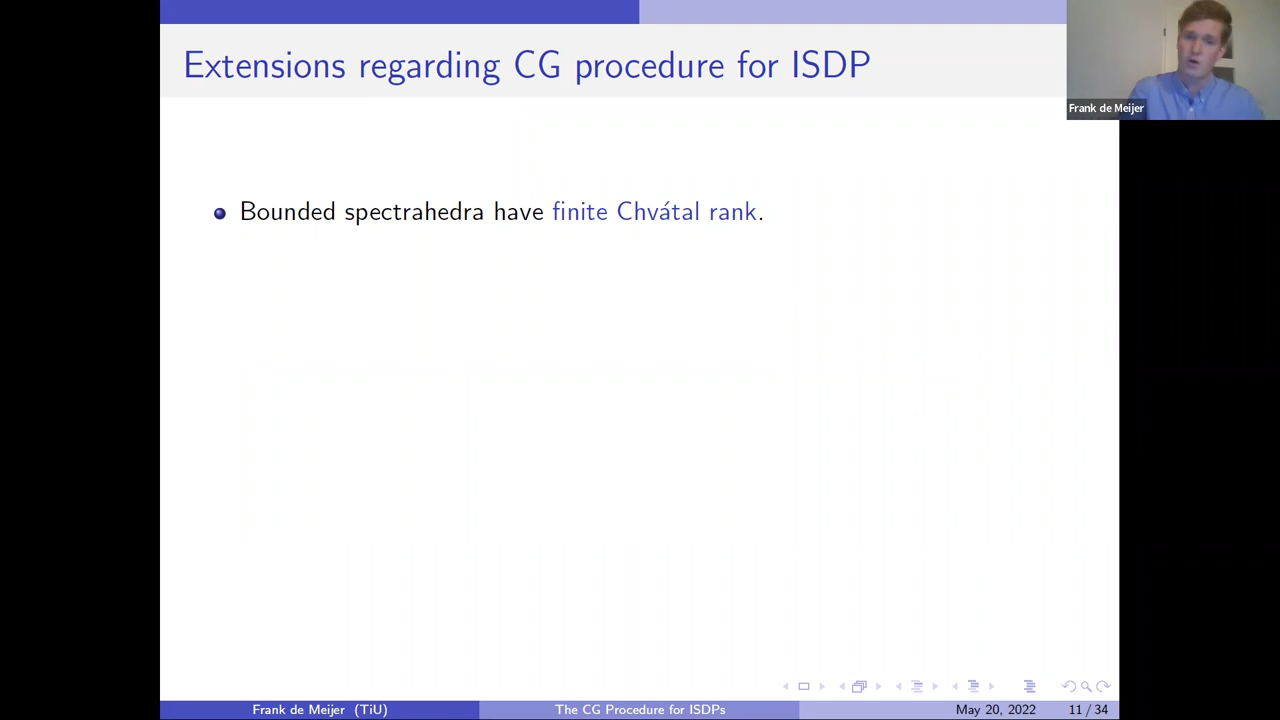 Extensions regarding CG procedure for ISDP
Frank de Meijer
Bounded spectrahedra have finite Chvátal rank.
Frank de Meijer (TiU)
The CG Procedure for ISDPs
May 20, 2022
11 / 34